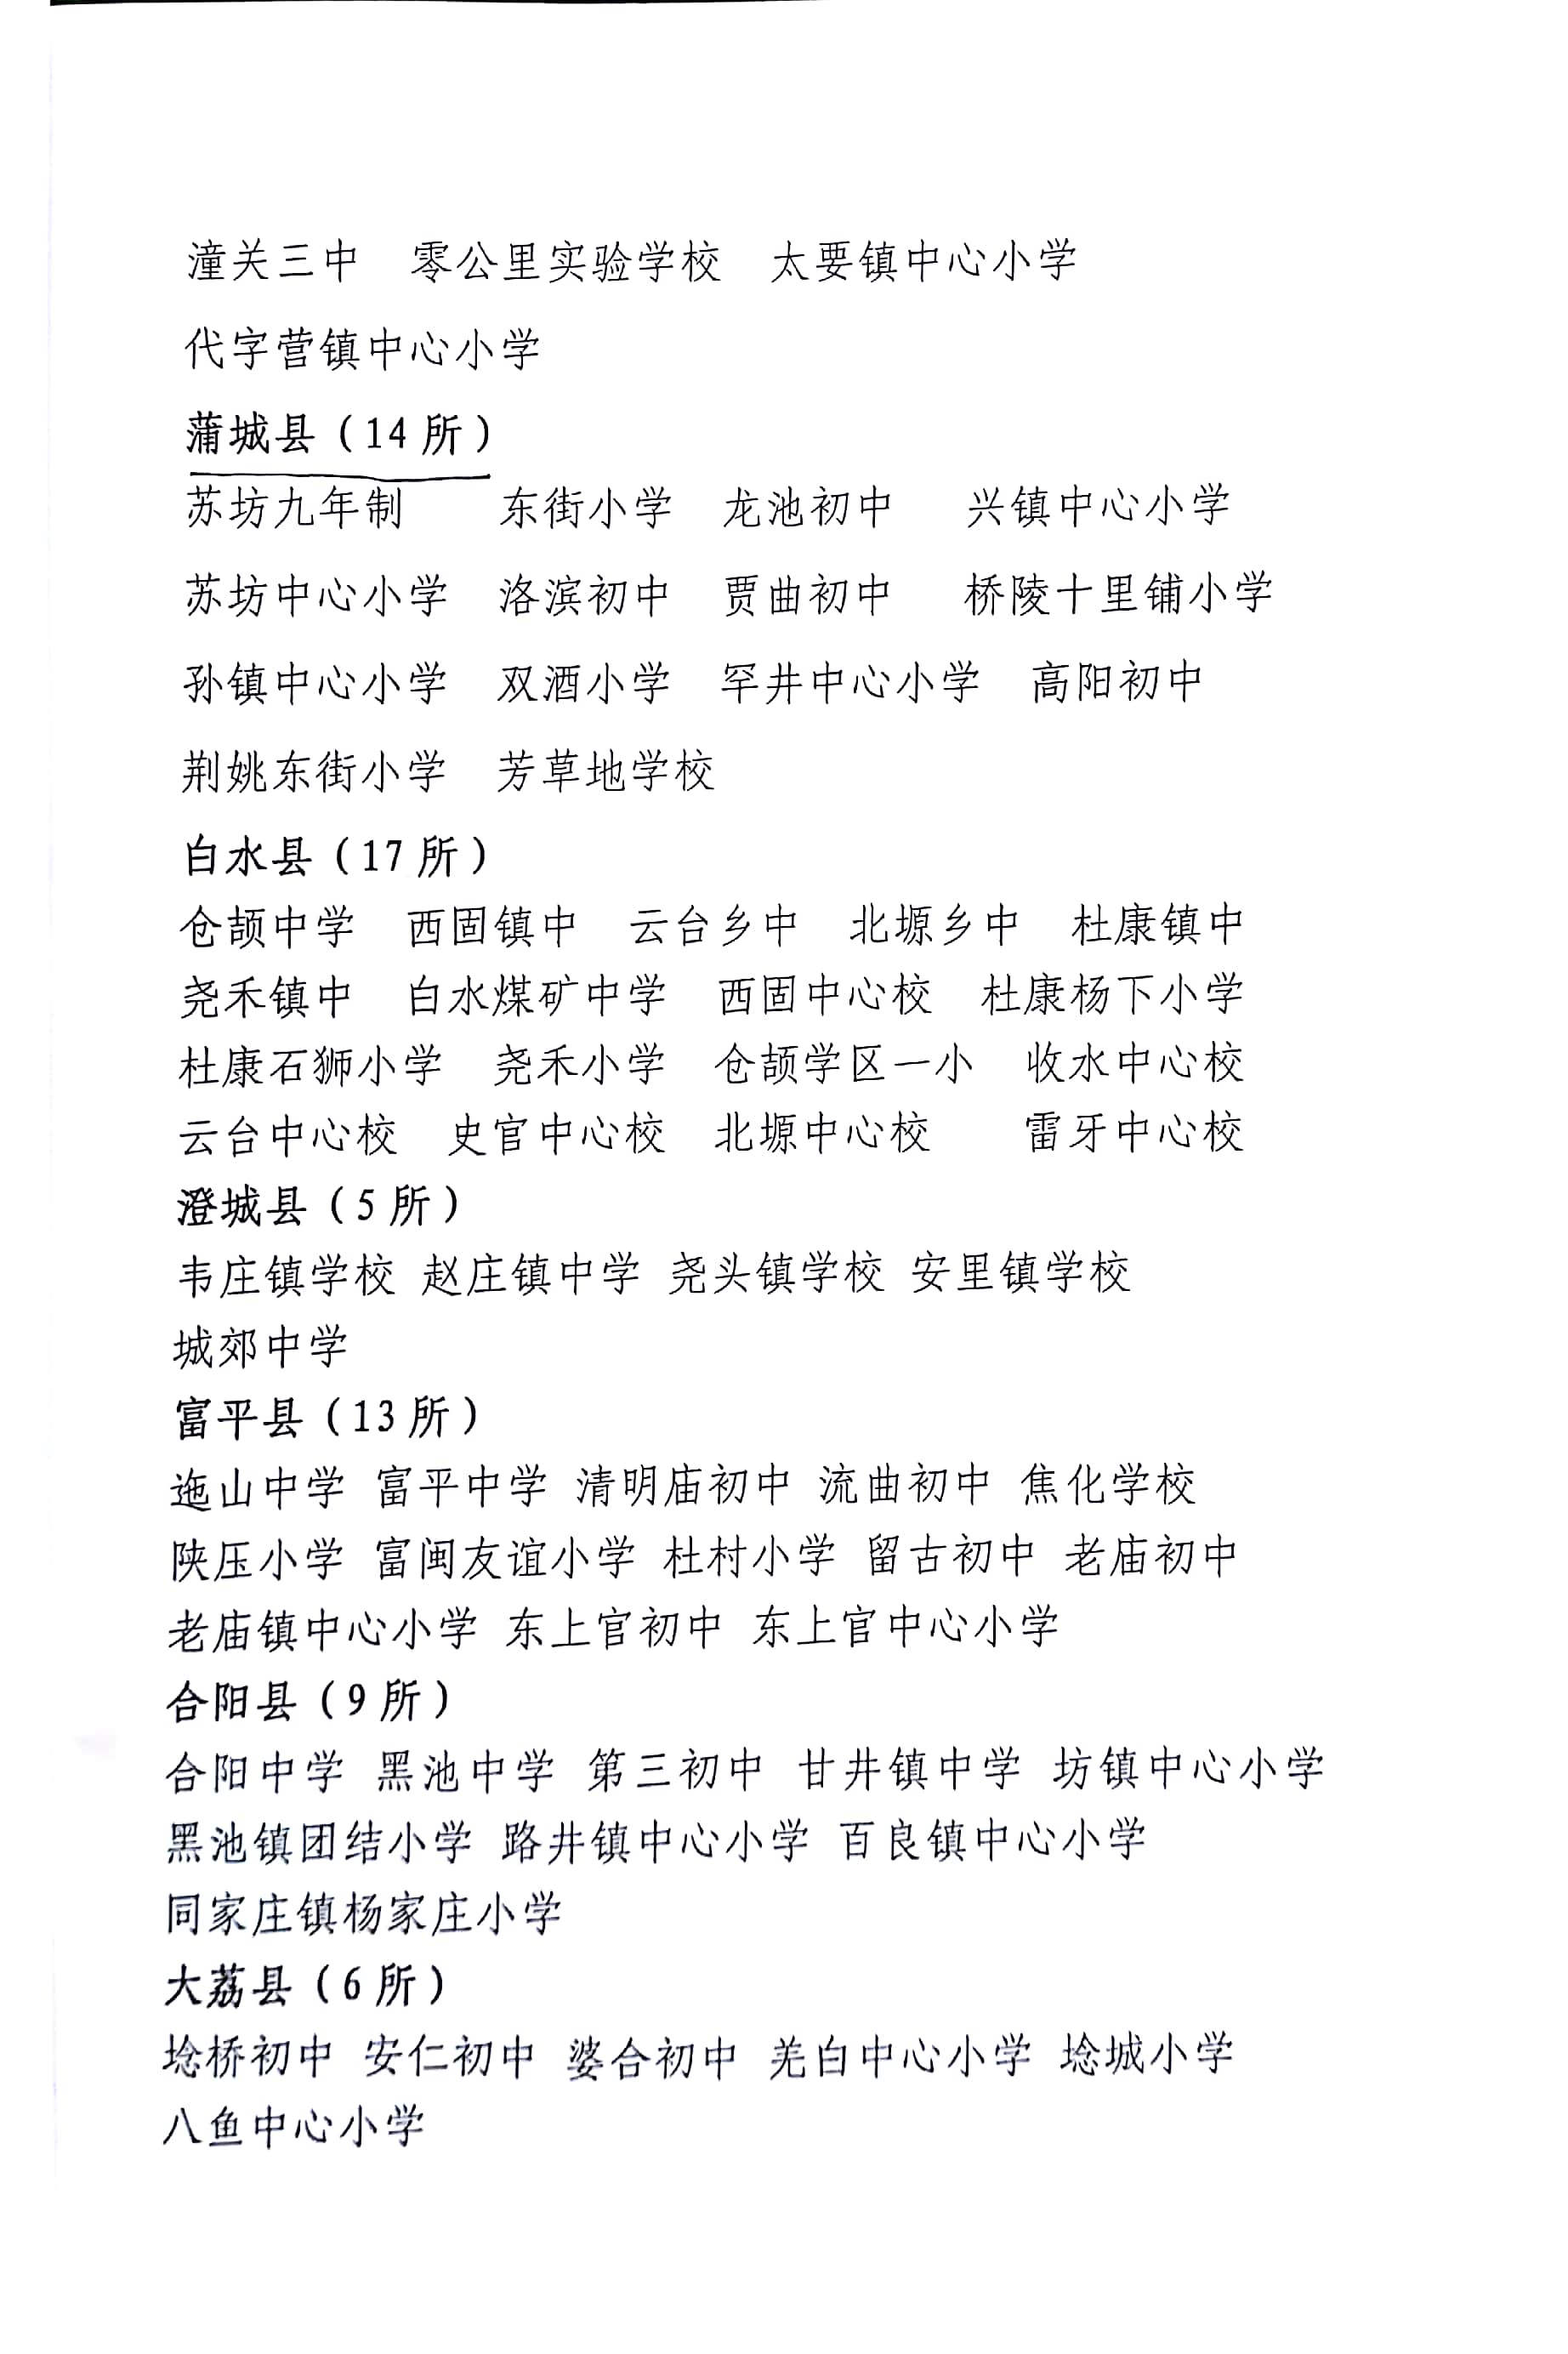 潼关三中 零公里实验学校 太要镇中心小学
代字营镇中心小学
蒲城县（14 所）
苏坊九年制 东街小学 龙池初中 兴镇中心小学
苏坊中心小学 洛滨初中 贾曲初中 桥陵十里铺小学
孙镇中心小学 双酒小学 罕井中心小学 高阳初中
荆姚东街小学 芳草地学校
白水县（17 所）
仓颉中学 西固镇中 云台乡中 北塬乡中 杜康镇中
尧禾镇中 白水煤矿中学 西固中心校 杜康杨下小学
杜康石狮小学 尧禾小学 仓颉学区一小 收水中心校
云台中心校 史官中心校 北塬中心校 雷牙中心校
澄城县（5 所）
韦庄镇学校 赵庄镇中学 尧头镇学校 安里镇学校
城郊中学
富平县（13 所）
迤山中学 富平中学 清明庙初中 流曲初中 焦化学校
陕压小学 富闽友谊小学 杜村小学 留古初中 老庙初中
老庙镇中心小学 东上官初中 东上官中心小学
合阳县（9 所）
合阳中学 黑池中学 第三初中 甘井镇中学 坊镇中心小学
黑池镇团结小学 路井镇中心小学 百良镇中心小学
同家庄镇杨家庄小学
大荔县（6 所）
埝桥初中 安仁初中 婆合初中 羌白中心小学 埝城小学
八鱼中心小学